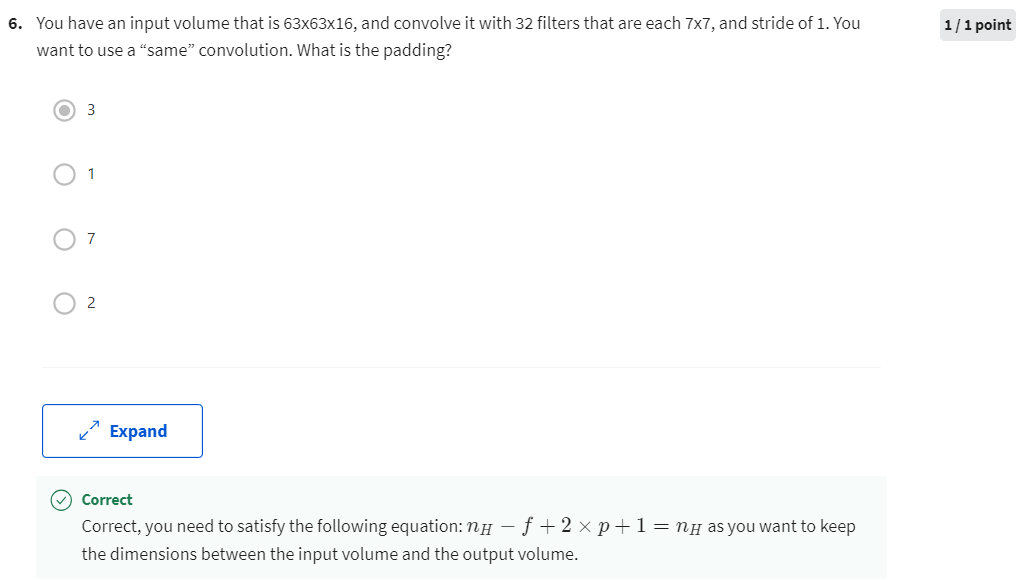 6. You have an input volume that is 63x63x16, and convolve it with 32 filters that are each 7x7, and stride of 1. You
1 / 1 point
want to use a “same” convolution. What is the padding?
3
1
7
2
Expand
Correct
Correct, you need to satisfy the following equation: n_H − f + 2 × p + 1 = n_H as you want to keep
the dimensions between the input volume and the output volume.